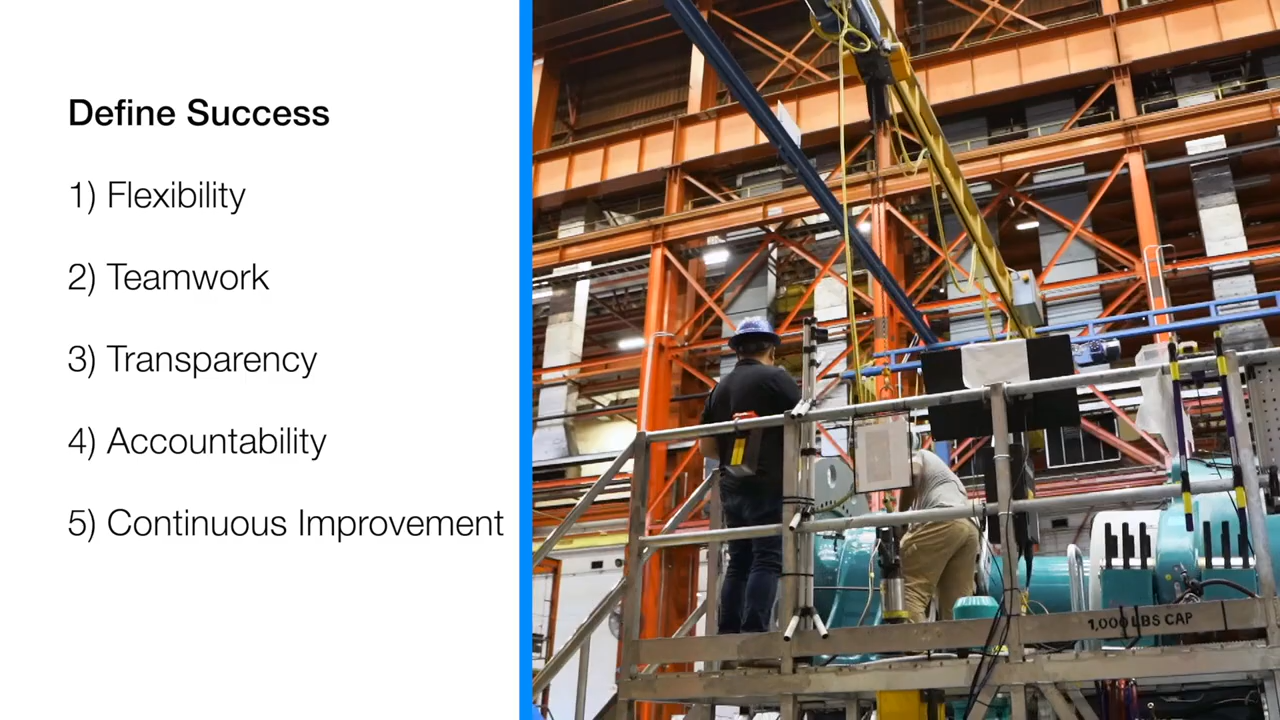 Define Success
1) Flexibility
2) Teamwork
3) Transparency
4) Accountability
5) Continuous Improvement
1,000 LBS CAP